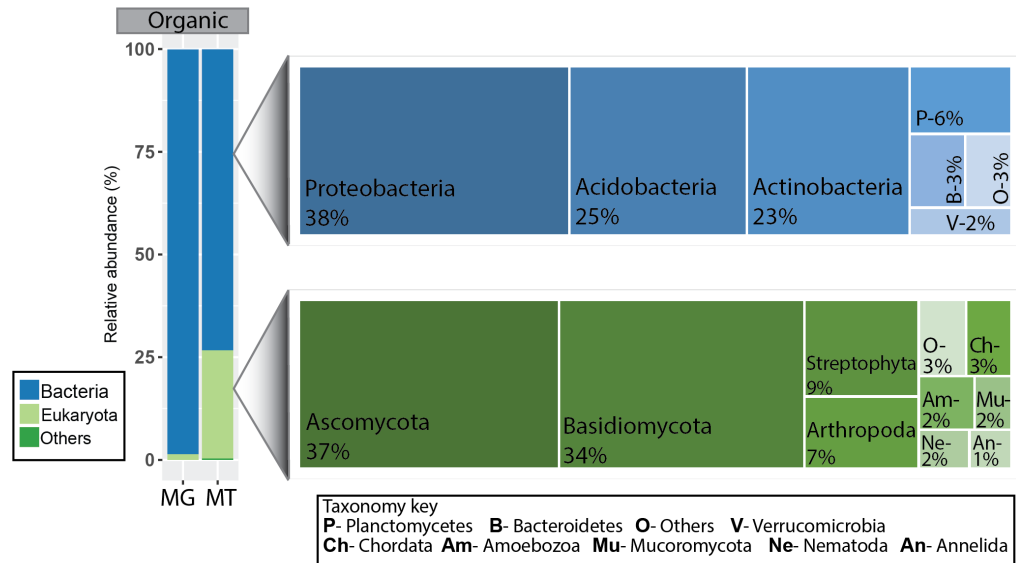 Organic
100
75
50
25
0
Relative abundance (%)
MG MT
Bacteria
Eukaryota
Others
Proteobacteria
38%
Acidobacteria
25%
Actinobacteria
23%
P-6%
B-3%
O-3%
V-2%
Ascomycota
37%
Basidiomycota
34%
Streptophyta
9%
Arthropoda
7%
O-
3%
Ch-
3%
Am-
2%
Mu-
2%
Ne-
2%
An-
1%
Taxonomy key
P- Planctomycetes B- Bacteroidetes O- Others V- Verrucomicrobia
Ch- Chordata Am- Amoebozoa Mu- Mucoromycota Ne- Nematoda An- Annelida